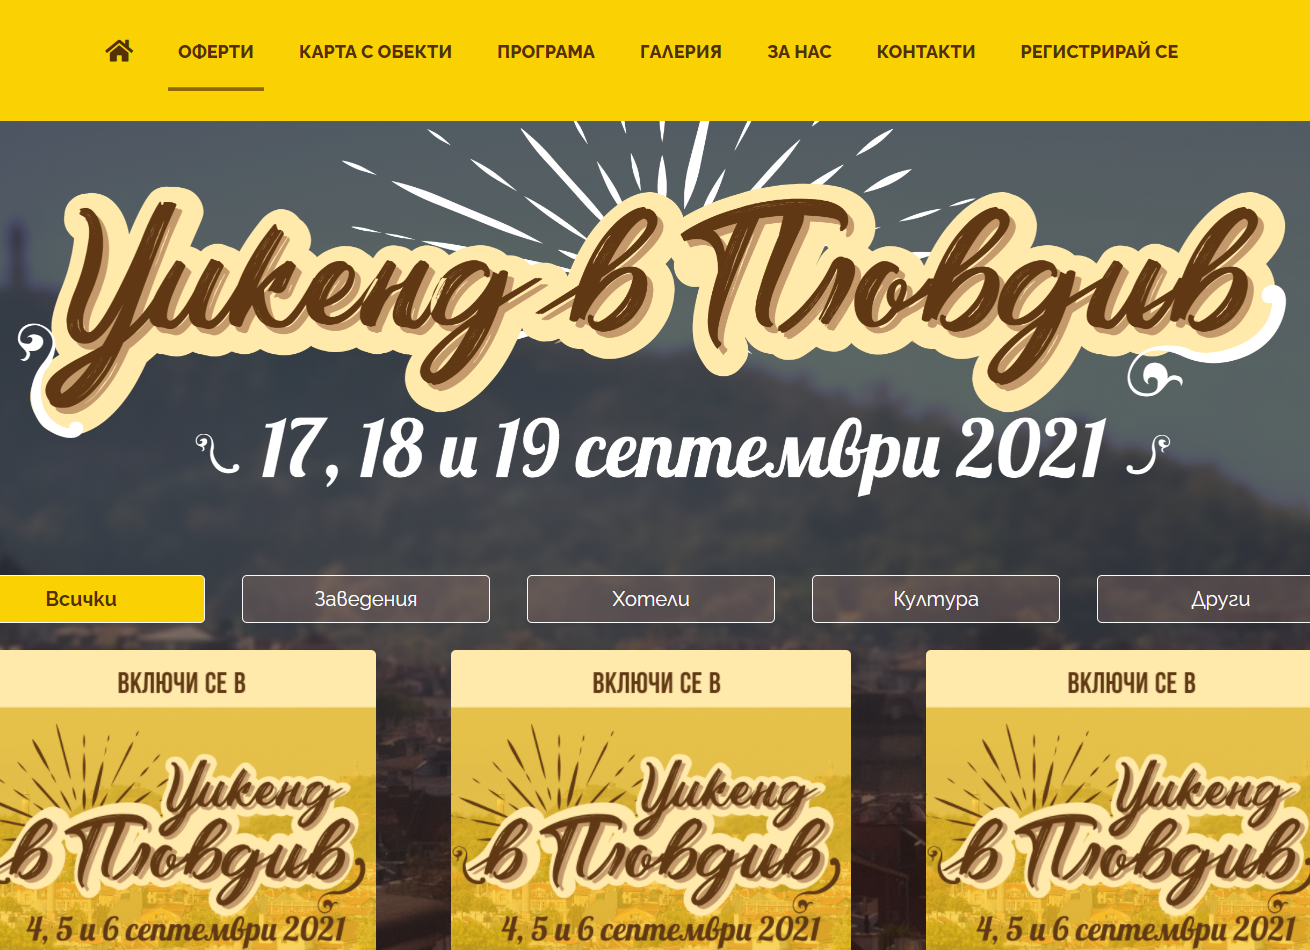 ОФЕРТИ КАРТА С ОБЕКТИ ПРОГРАМА ГАЛЕРИЯ ЗА НАС КОНТАКТИ РЕГИСТРИРАЙ СЕ
Уикенд в Пловдив
17, 18 и 19 септември 2021
Всички Заведения Хотели Култура Други
ВКЛЮЧИ СЕ В ВКЛЮЧИ СЕ В ВКЛЮЧИ СЕ В
Уикенд Уикенд Уикенд
в Пловдив в Пловдив в Пловдив
4, 5 и 6 септември 2021 4, 5 и 6 септември 2021 4, 5 и 6 септември 2021